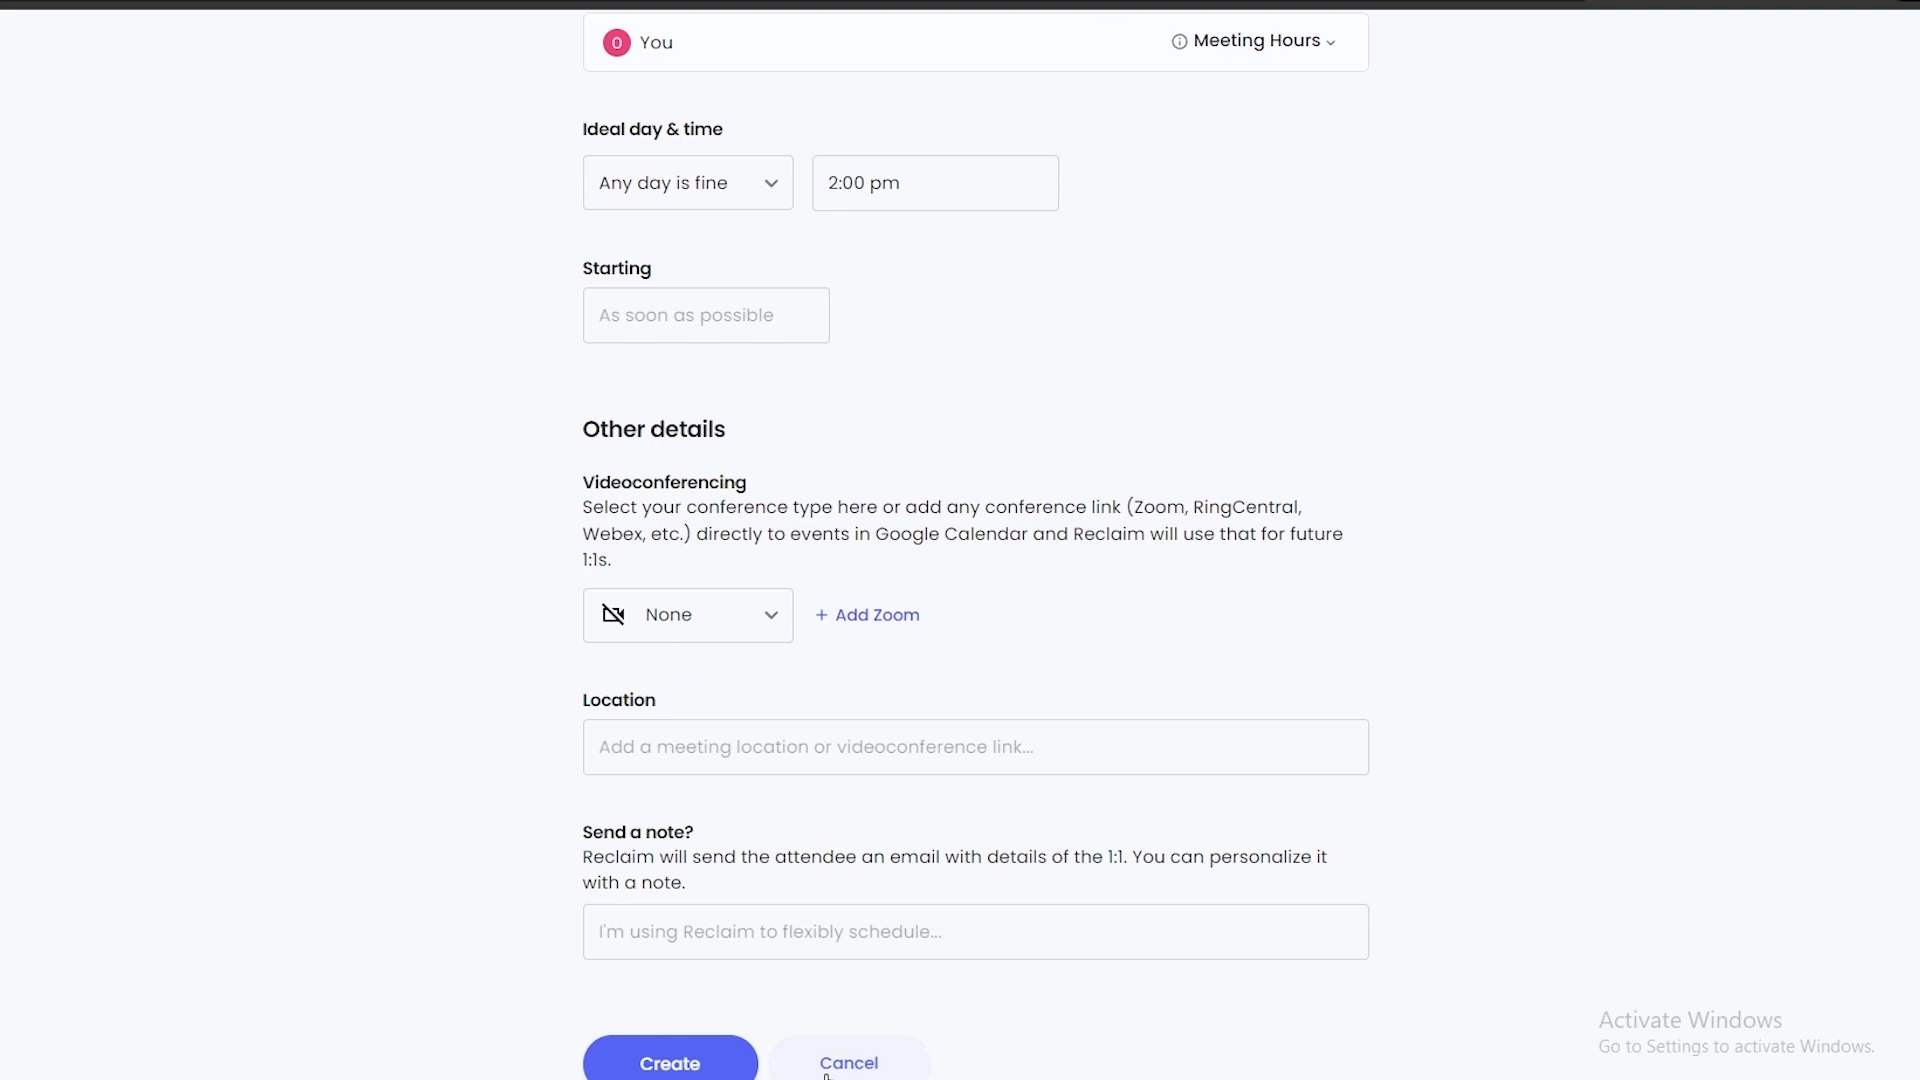 O You
Meeting Hours
Ideal day & time
Any day is fine
2:00 pm
Starting
As soon as possible
Other details
Videoconferencing
Select your conference type here or add any conference link (Zoom, RingCentral,
Webex, etc.) directly to events in Google Calendar and Reclaim will use that for future
1:1s.
None
+ Add Zoom
Location
Add a meeting location or videoconference link...
Send a note?
Reclaim will send the attendee an email with details of the 1:1. You can personalize it
with a note.
I'm using Reclaim to flexibly schedule...
Create
Cancel
Activate Windows
Go to Settings to activate Windows.